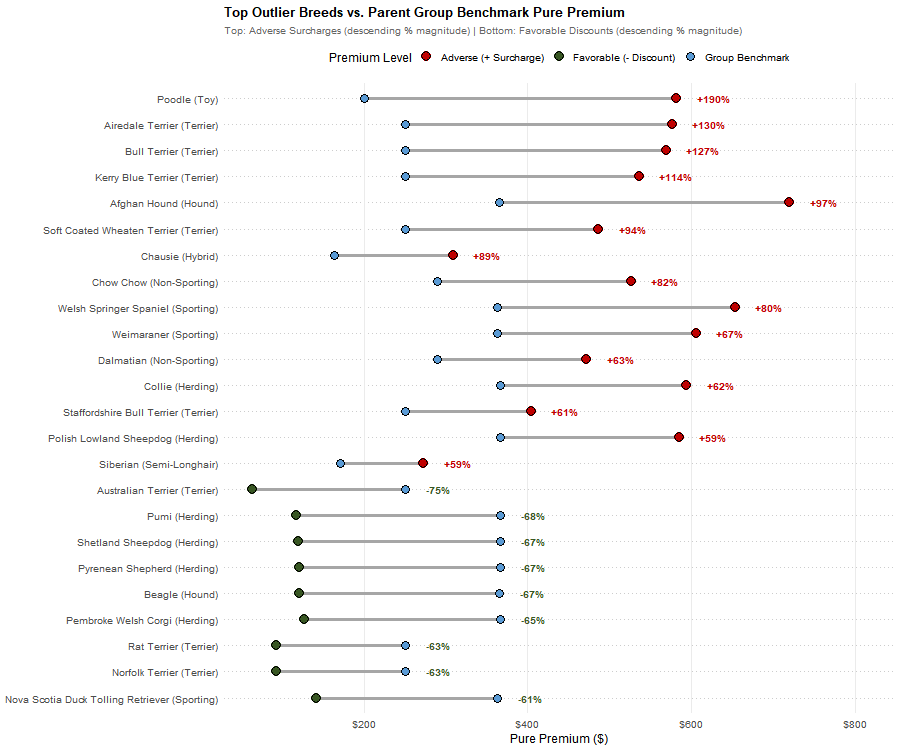 Top Outlier Breeds vs. Parent Group Benchmark Pure Premium
Top: Adverse Surcharges (descending % magnitude) | Bottom: Favorable Discounts (descending % magnitude)
Premium Level Adverse (+ Surcharge) Favorable (- Discount) Group Benchmark
Poodle (Toy) +190%
Airedale Terrier (Terrier) +130%
Bull Terrier (Terrier) +127%
Kerry Blue Terrier (Terrier) +114%
Afghan Hound (Hound) +97%
Soft Coated Wheaten Terrier (Terrier) +94%
Chausie (Hybrid) +89%
Chow Chow (Non-Sporting) +82%
Welsh Springer Spaniel (Sporting) +80%
Weimaraner (Sporting) +67%
Dalmatian (Non-Sporting) +63%
Collie (Herding) +62%
Staffordshire Bull Terrier (Terrier) +61%
Polish Lowland Sheepdog (Herding) +59%
Siberian (Semi-Longhair) +59%
Australian Terrier (Terrier) -75%
Pumi (Herding) -68%
Shetland Sheepdog (Herding) -67%
Pyrenean Shepherd (Herding) -67%
Beagle (Hound) -67%
Pembroke Welsh Corgi (Herding) -65%
Rat Terrier (Terrier) -63%
Norfolk Terrier (Terrier) -63%
Nova Scotia Duck Tolling Retriever (Sporting) -61%
$200 $400 $600 $800
Pure Premium ($)